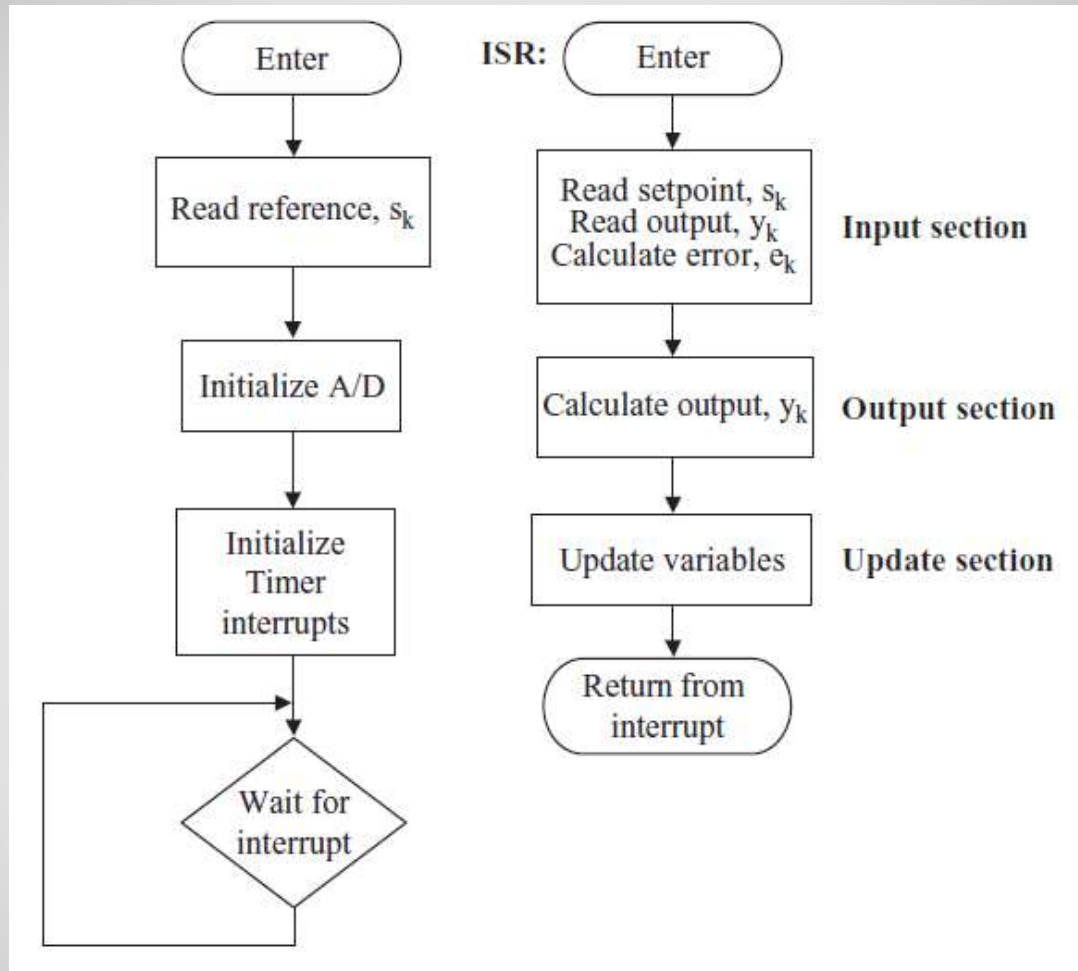 Enter
Read reference, sk
Initialize A/D
Initialize
Timer
interrupts
Wait for
interrupt
ISR:
Enter
Read setpoint, sk
Read output, yk
Calculate error, ek
Input section
Calculate output, yk
Output section
Update variables
Update section
Return from
interrupt